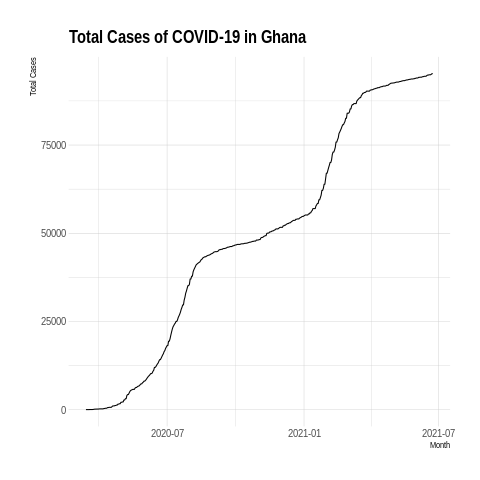 Total Cases of COVID-19 in Ghana
Total Cases
75000
50000
25000
0
2020-07
2021-01
2021-07
Month